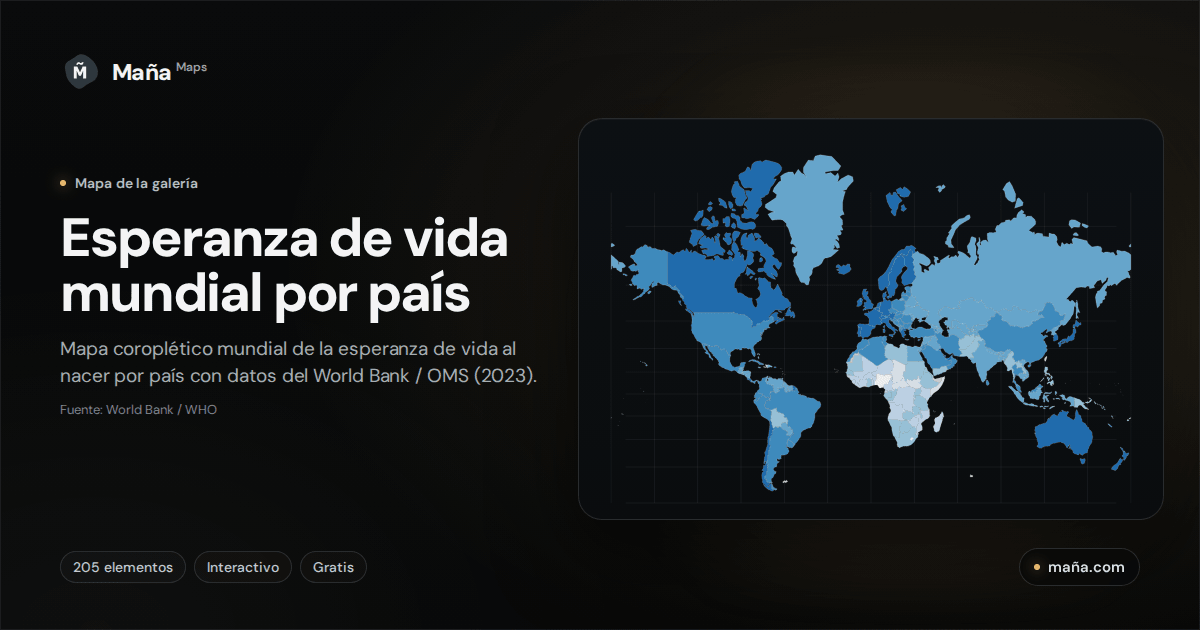 M̃
Maña Maps
Mapa de la galería
Esperanza de vida
mundial por país
Mapa coroplético mundial de la esperanza de vida al
nacer por país con datos del World Bank / OMS (2023).
Fuente: World Bank / WHO
205 elementos
Interactivo
Gratis
maña.com